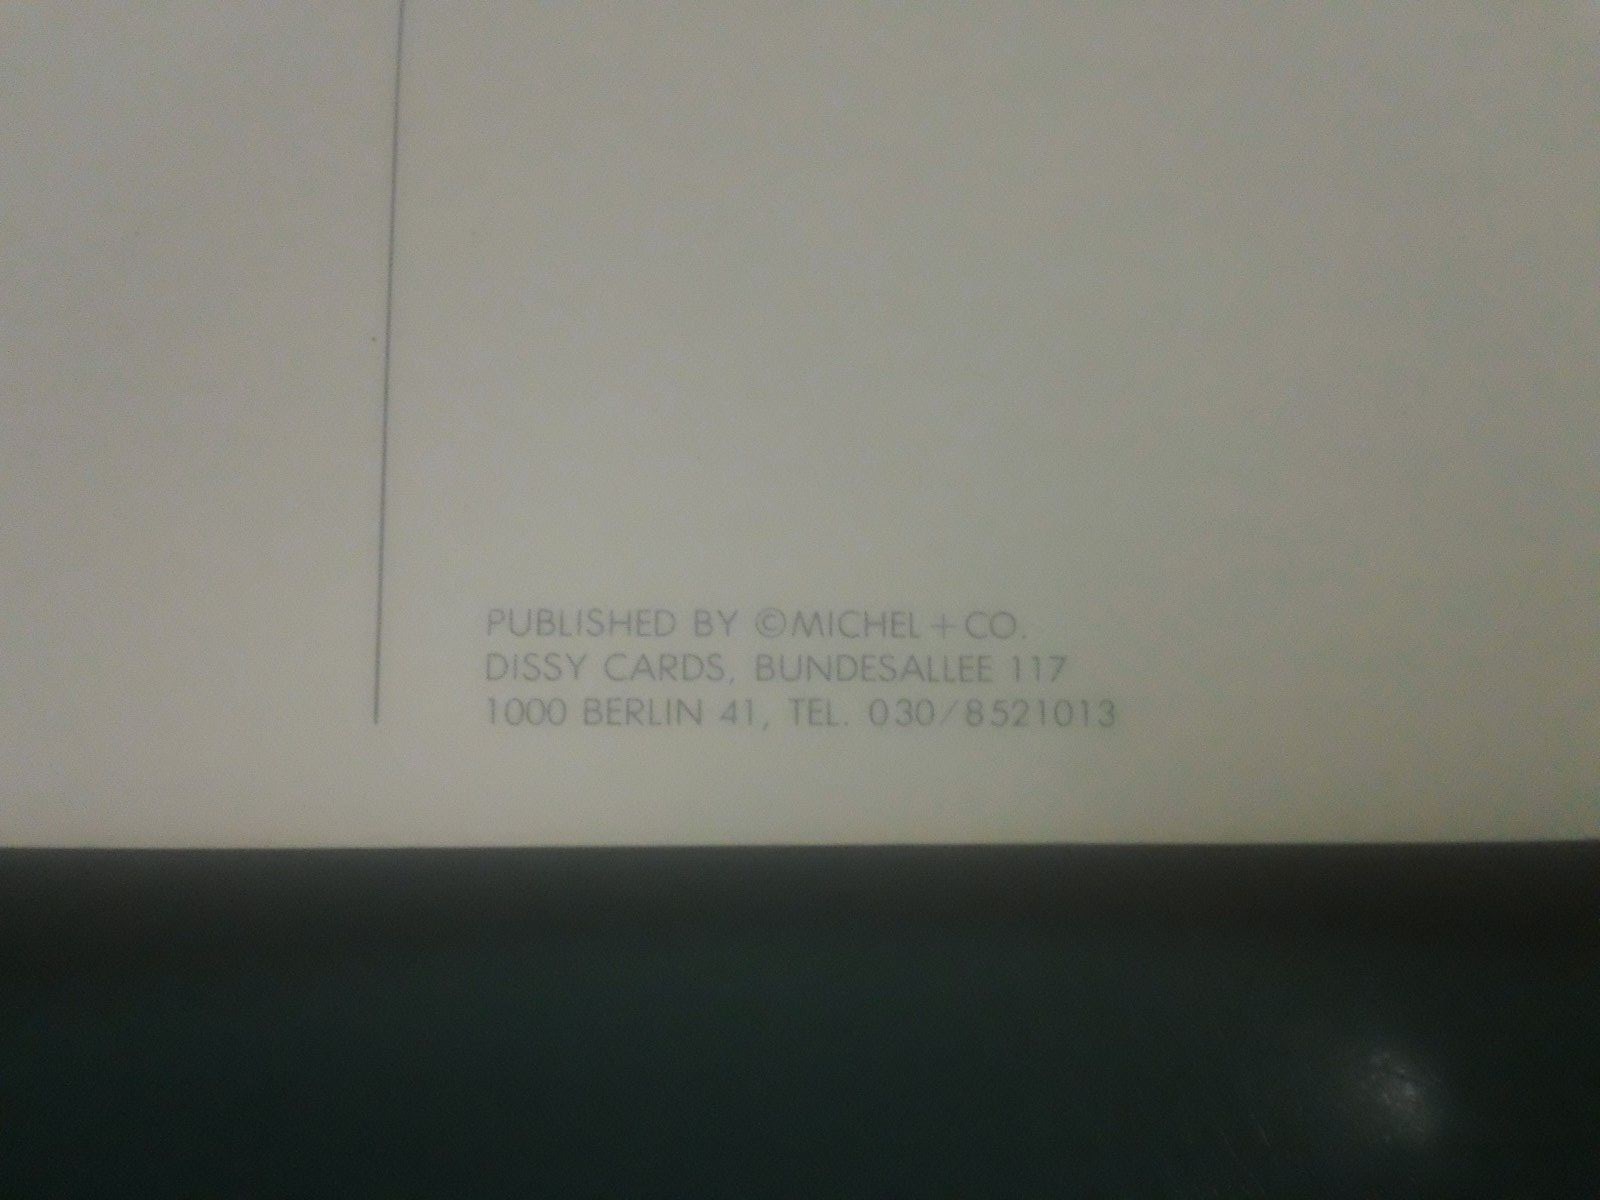 PUBLISHED BY ©MICHEL + CO.
DISSY CARDS, BUNDESALLEE 117
1000 BERLIN 41, TEL. 030/8521013